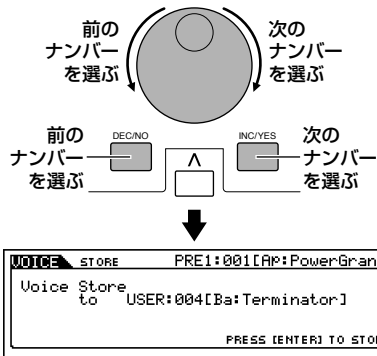 前の
ナンバー
を選ぶ
次の
ナンバー
を選ぶ
前の
ナンバー
を選ぶ
DEC/NO
∧
INC/YES
次の
ナンバー
を選ぶ
VOICE STORE PRE1:001[AP:PowerGran
Voice Store
to USER:004[Ba:Terminator]
PRESS [ENTER] TO STO